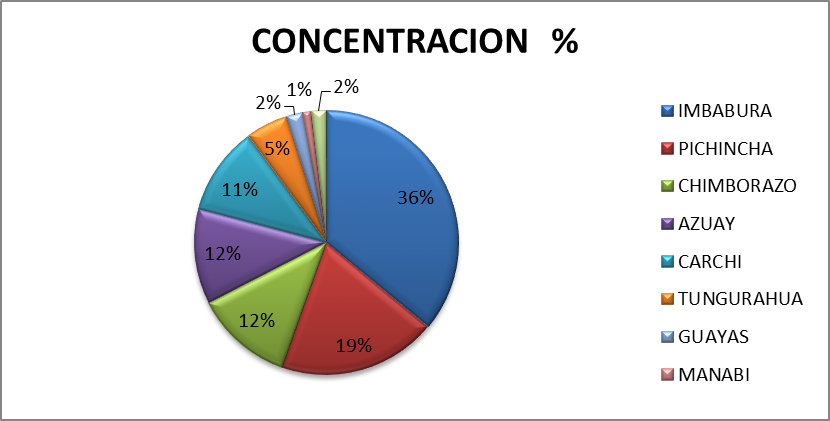 CONCENTRACION %
1%
2%
2%
5%
11%
36%
12%
12%
19%
IMBABURA
PICHINCHA
CHIMBORAZO
AZUAY
CARCHI
TUNGURAHUA
GUAYAS
MANABI